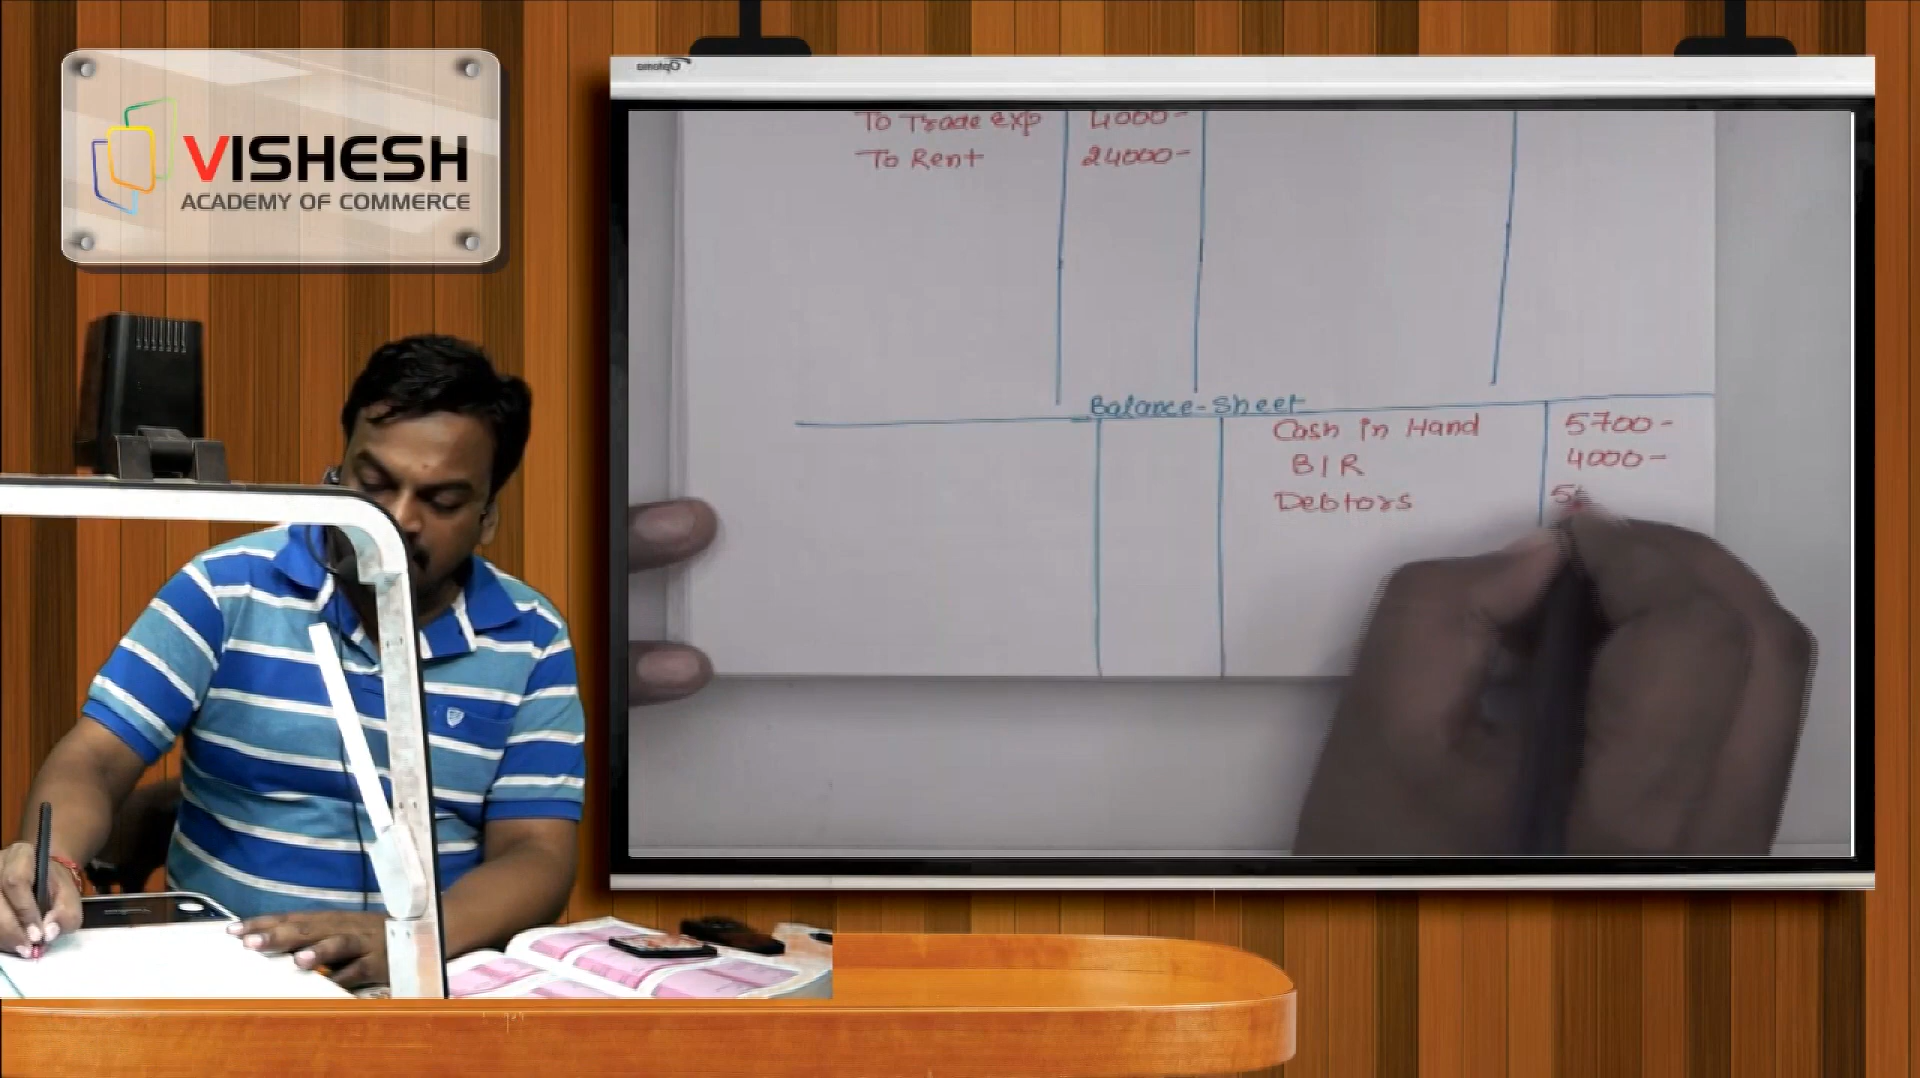 VISHESH
ACADEMY OF COMMERCE
Optoma
To Trade exp 4000-
To Rent 24000-
Balance-Sheet
Cash in Hand 5700-
B/R 4000-
Debtors